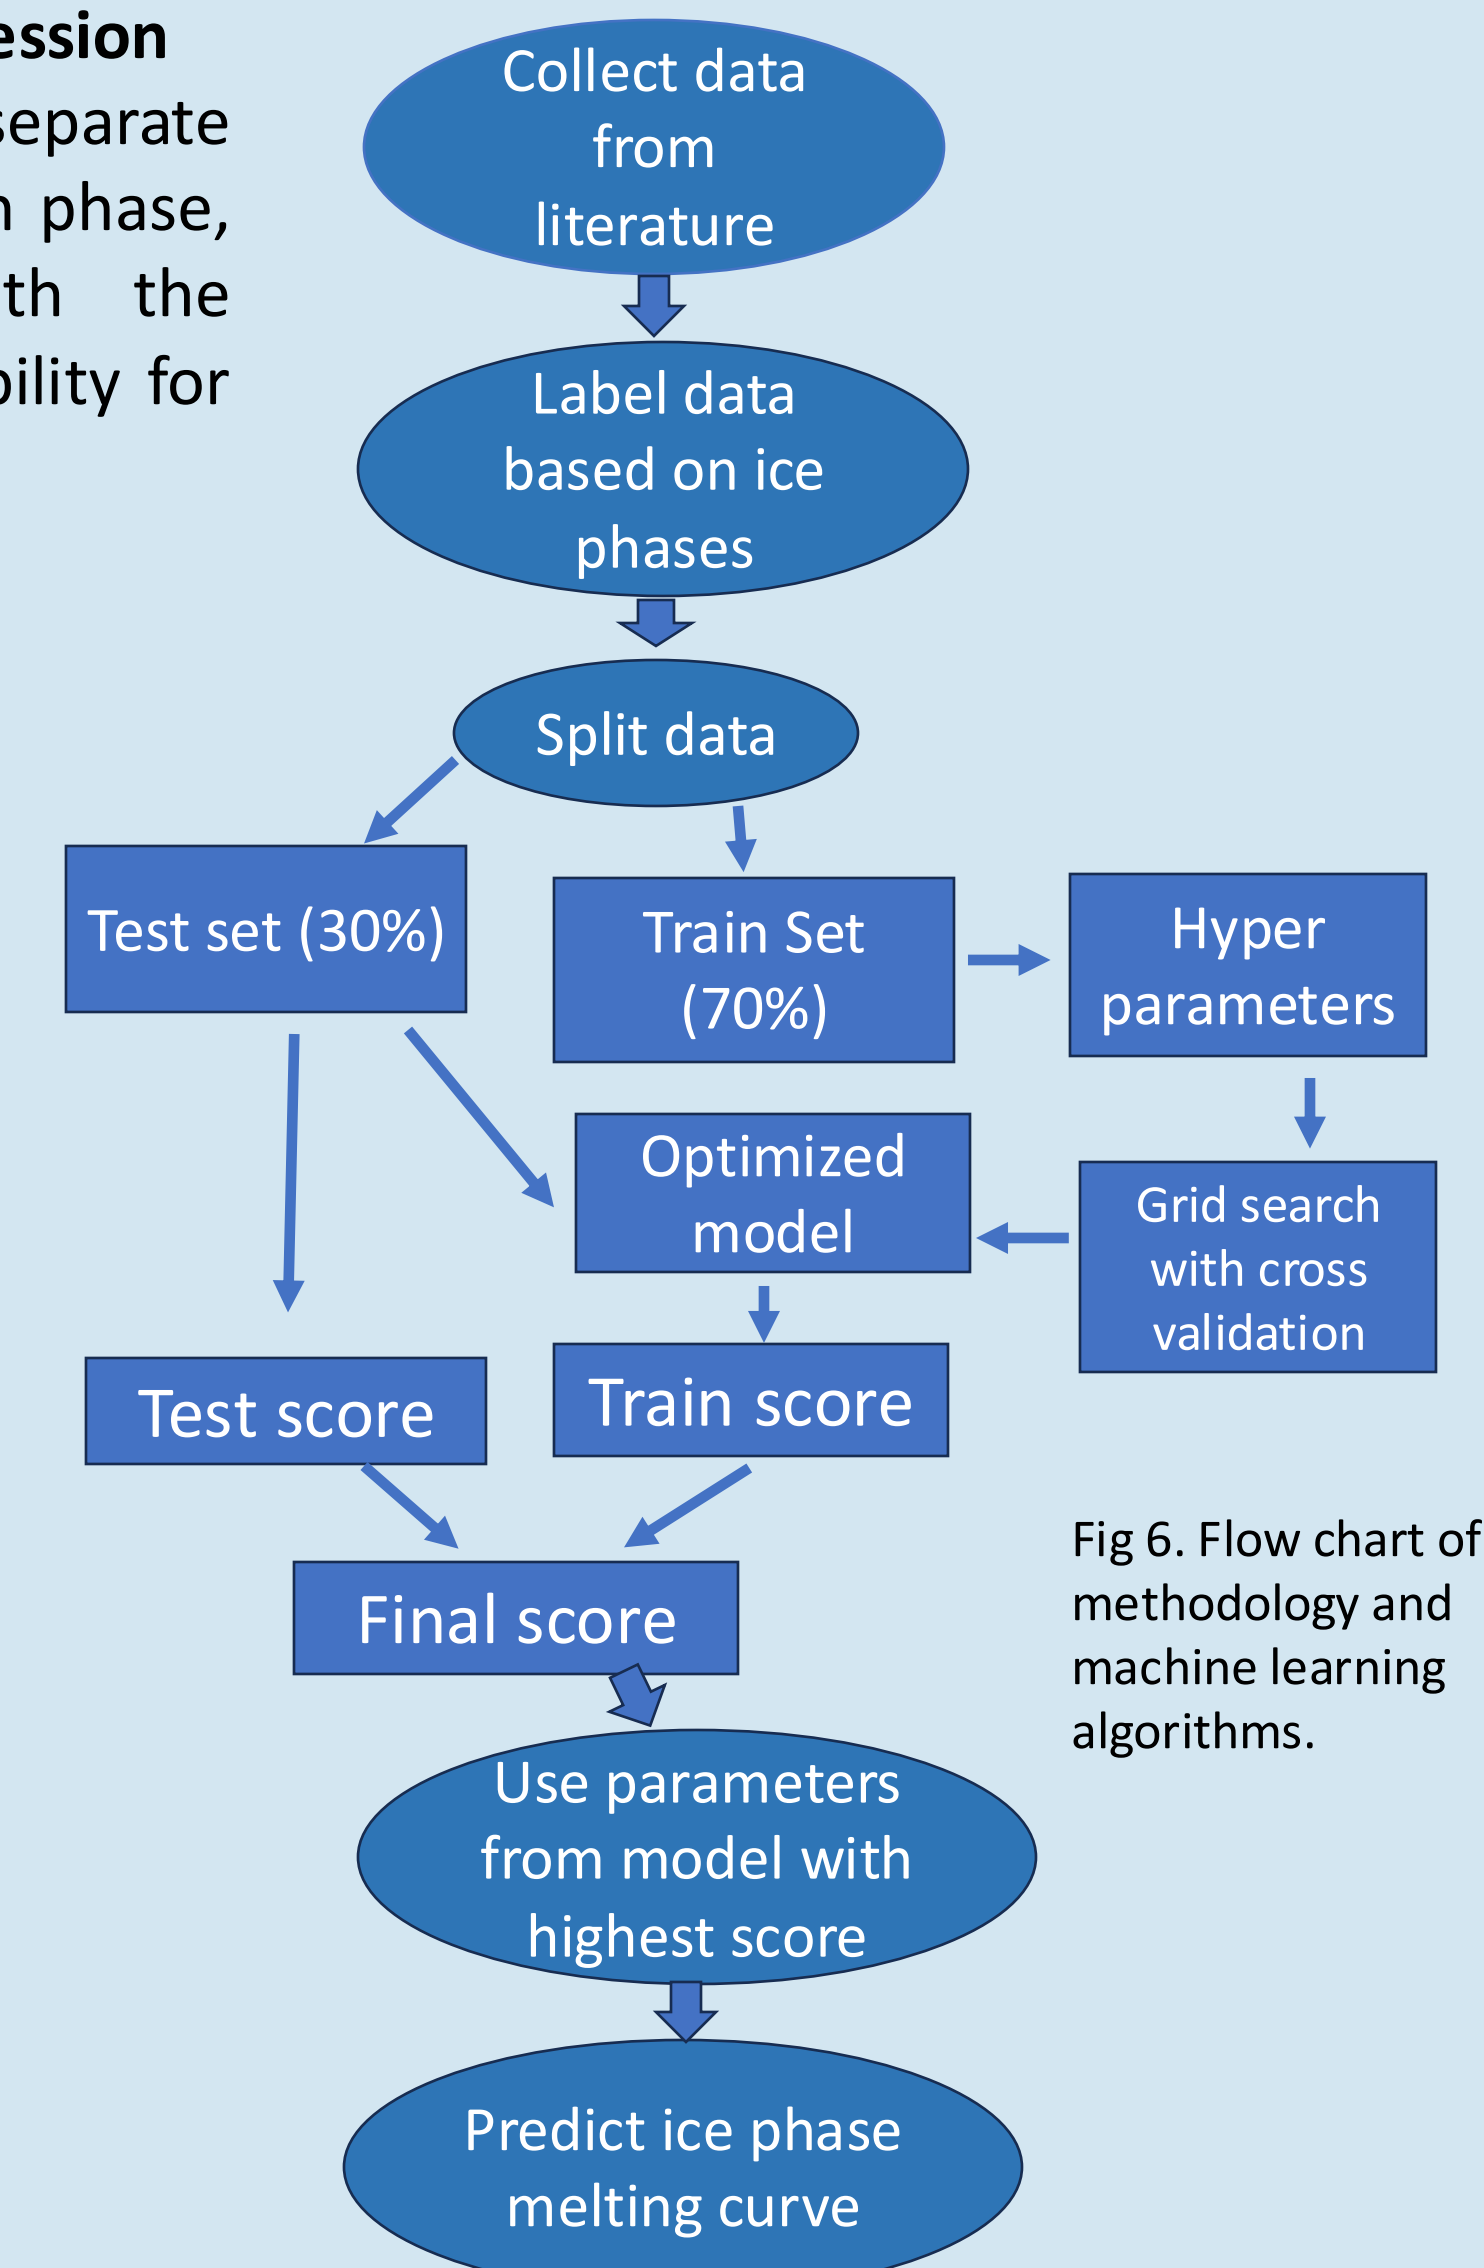 ession
separate
phase,
the
for
Collect data
from
literature
Label data
based on ice
phases
Split data
Test set (30%)
Train Set
(70%)
Hyper
parameters
Optimized
model
Grid search
with cross
validation
Test score
Train score
Final score
Fig 6. Flow chart of
methodology and
machine learning
algorithms.
Use parameters
from model with
highest score
Predict ice phase
melting curve